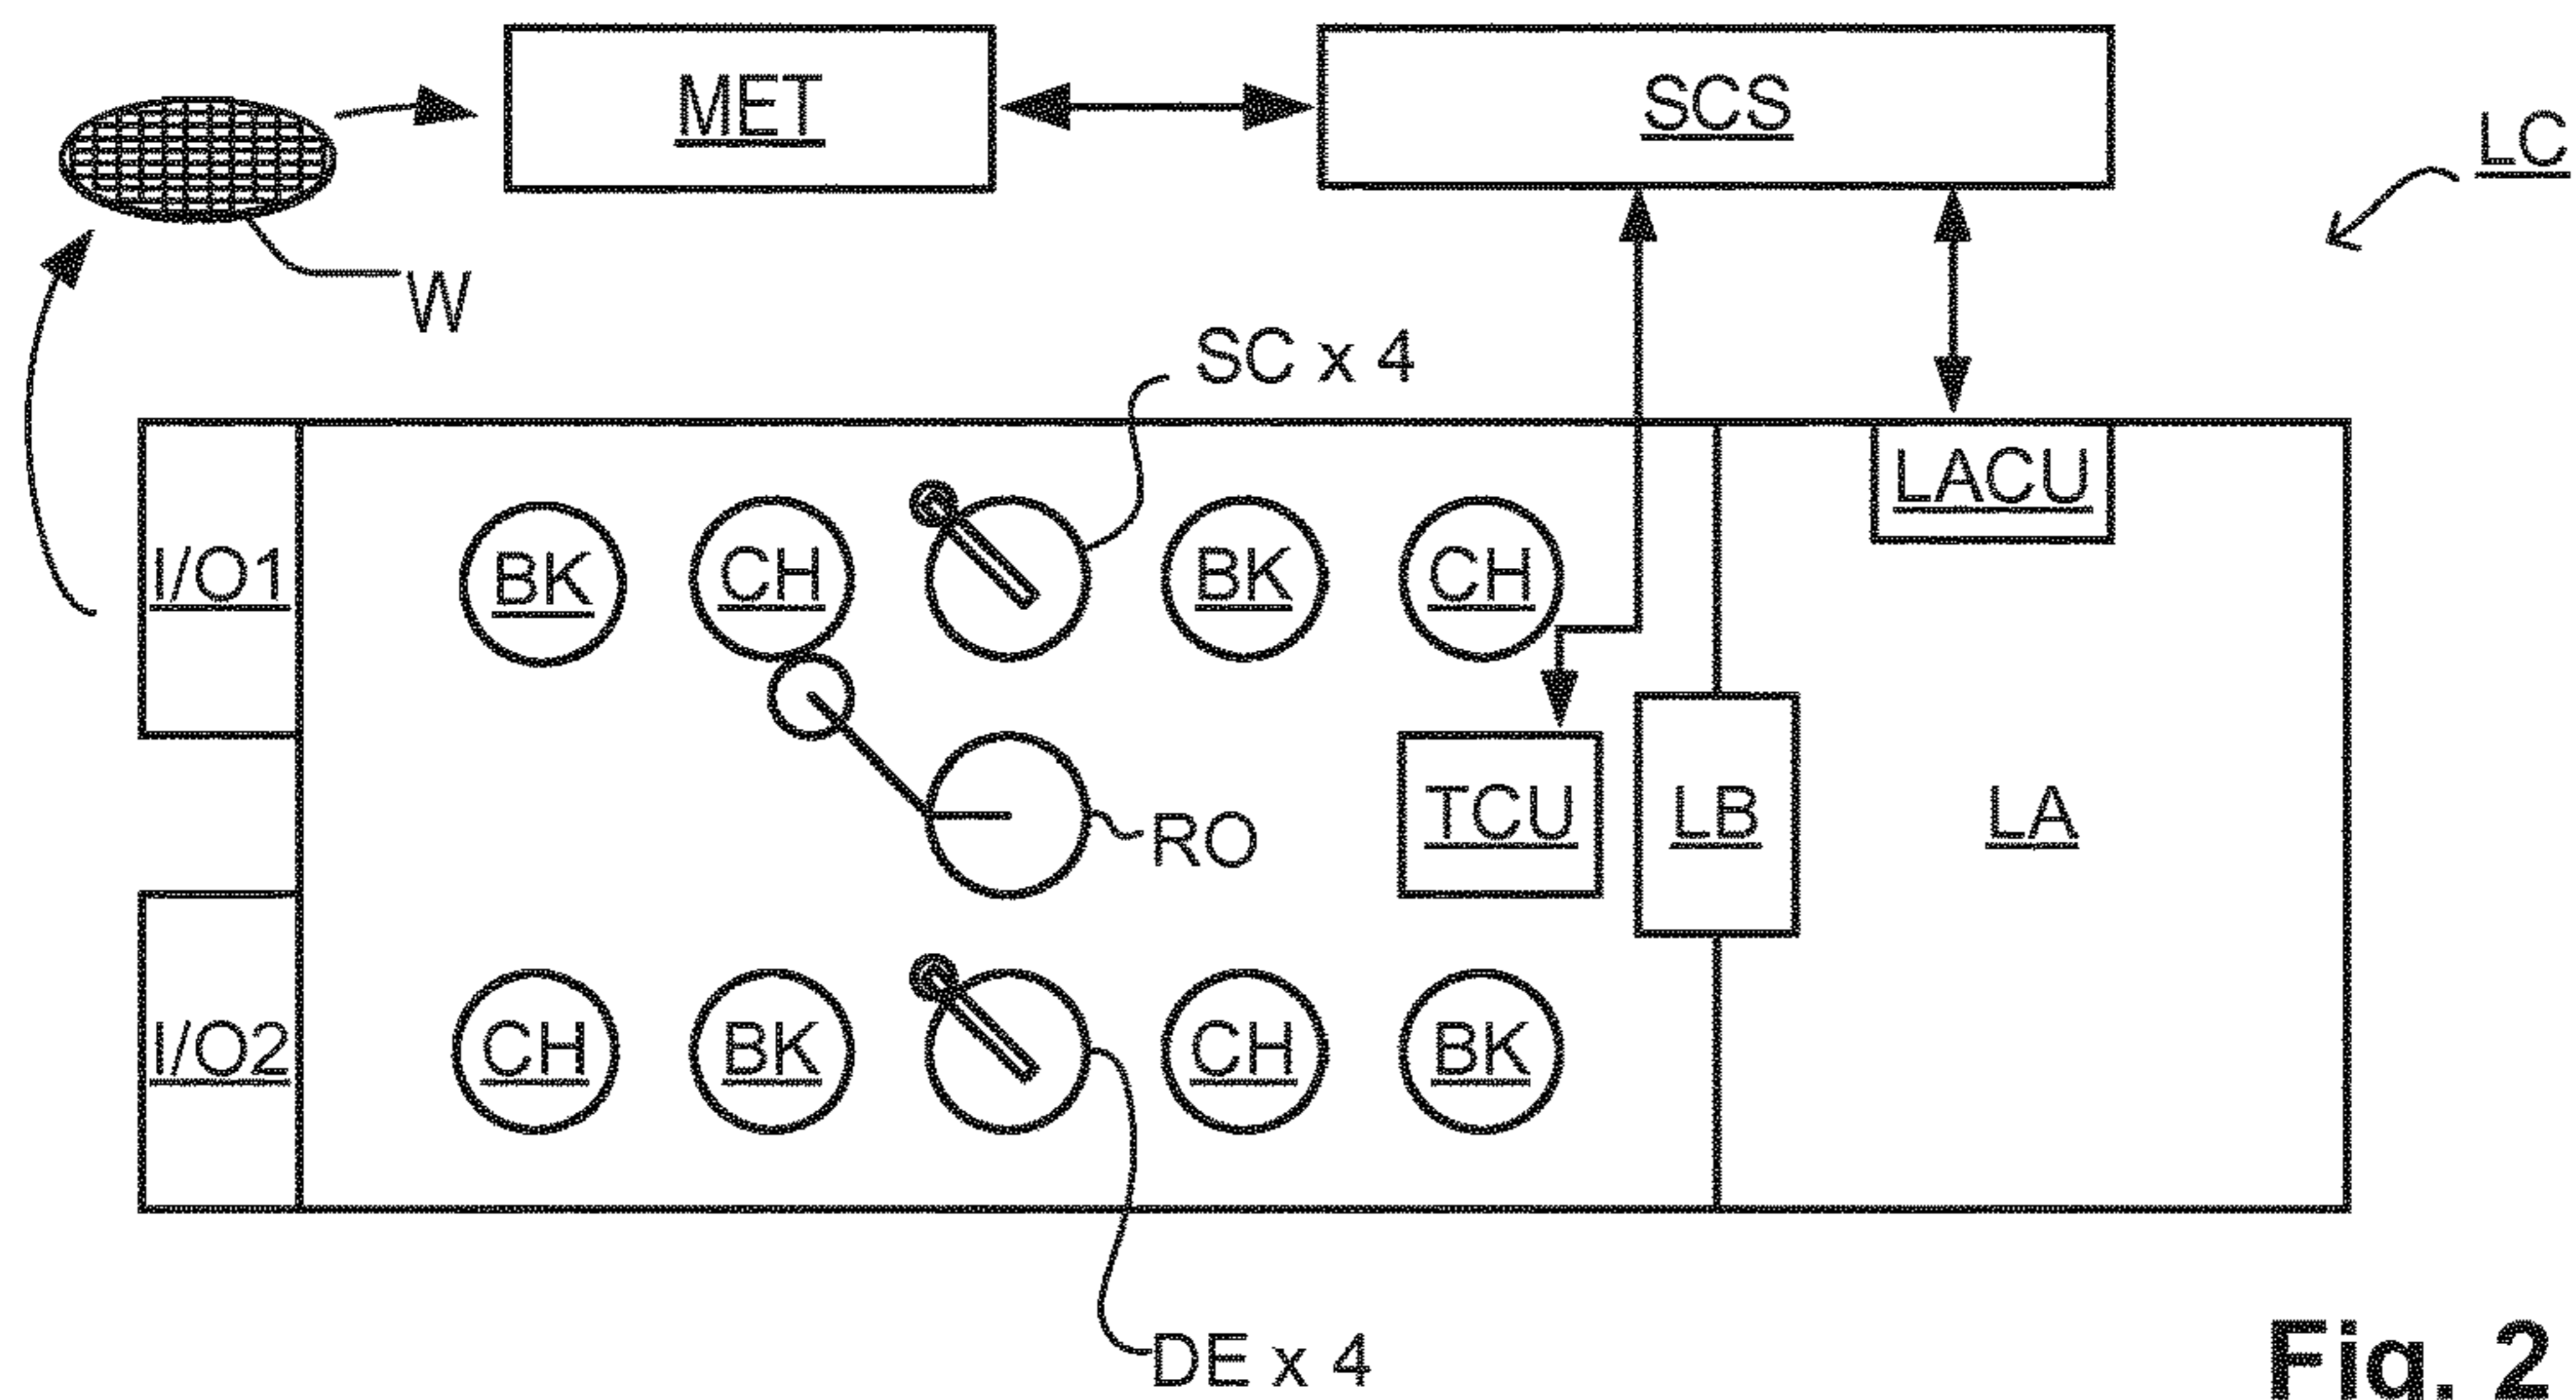 MET
SCS
LC
W
SC x 4
LACU
I/O1
BK
CH
BK
CH
RO
TCU
LB
LA
I/O2
CH
BK
CH
BK
DE x 4
Fig. 2